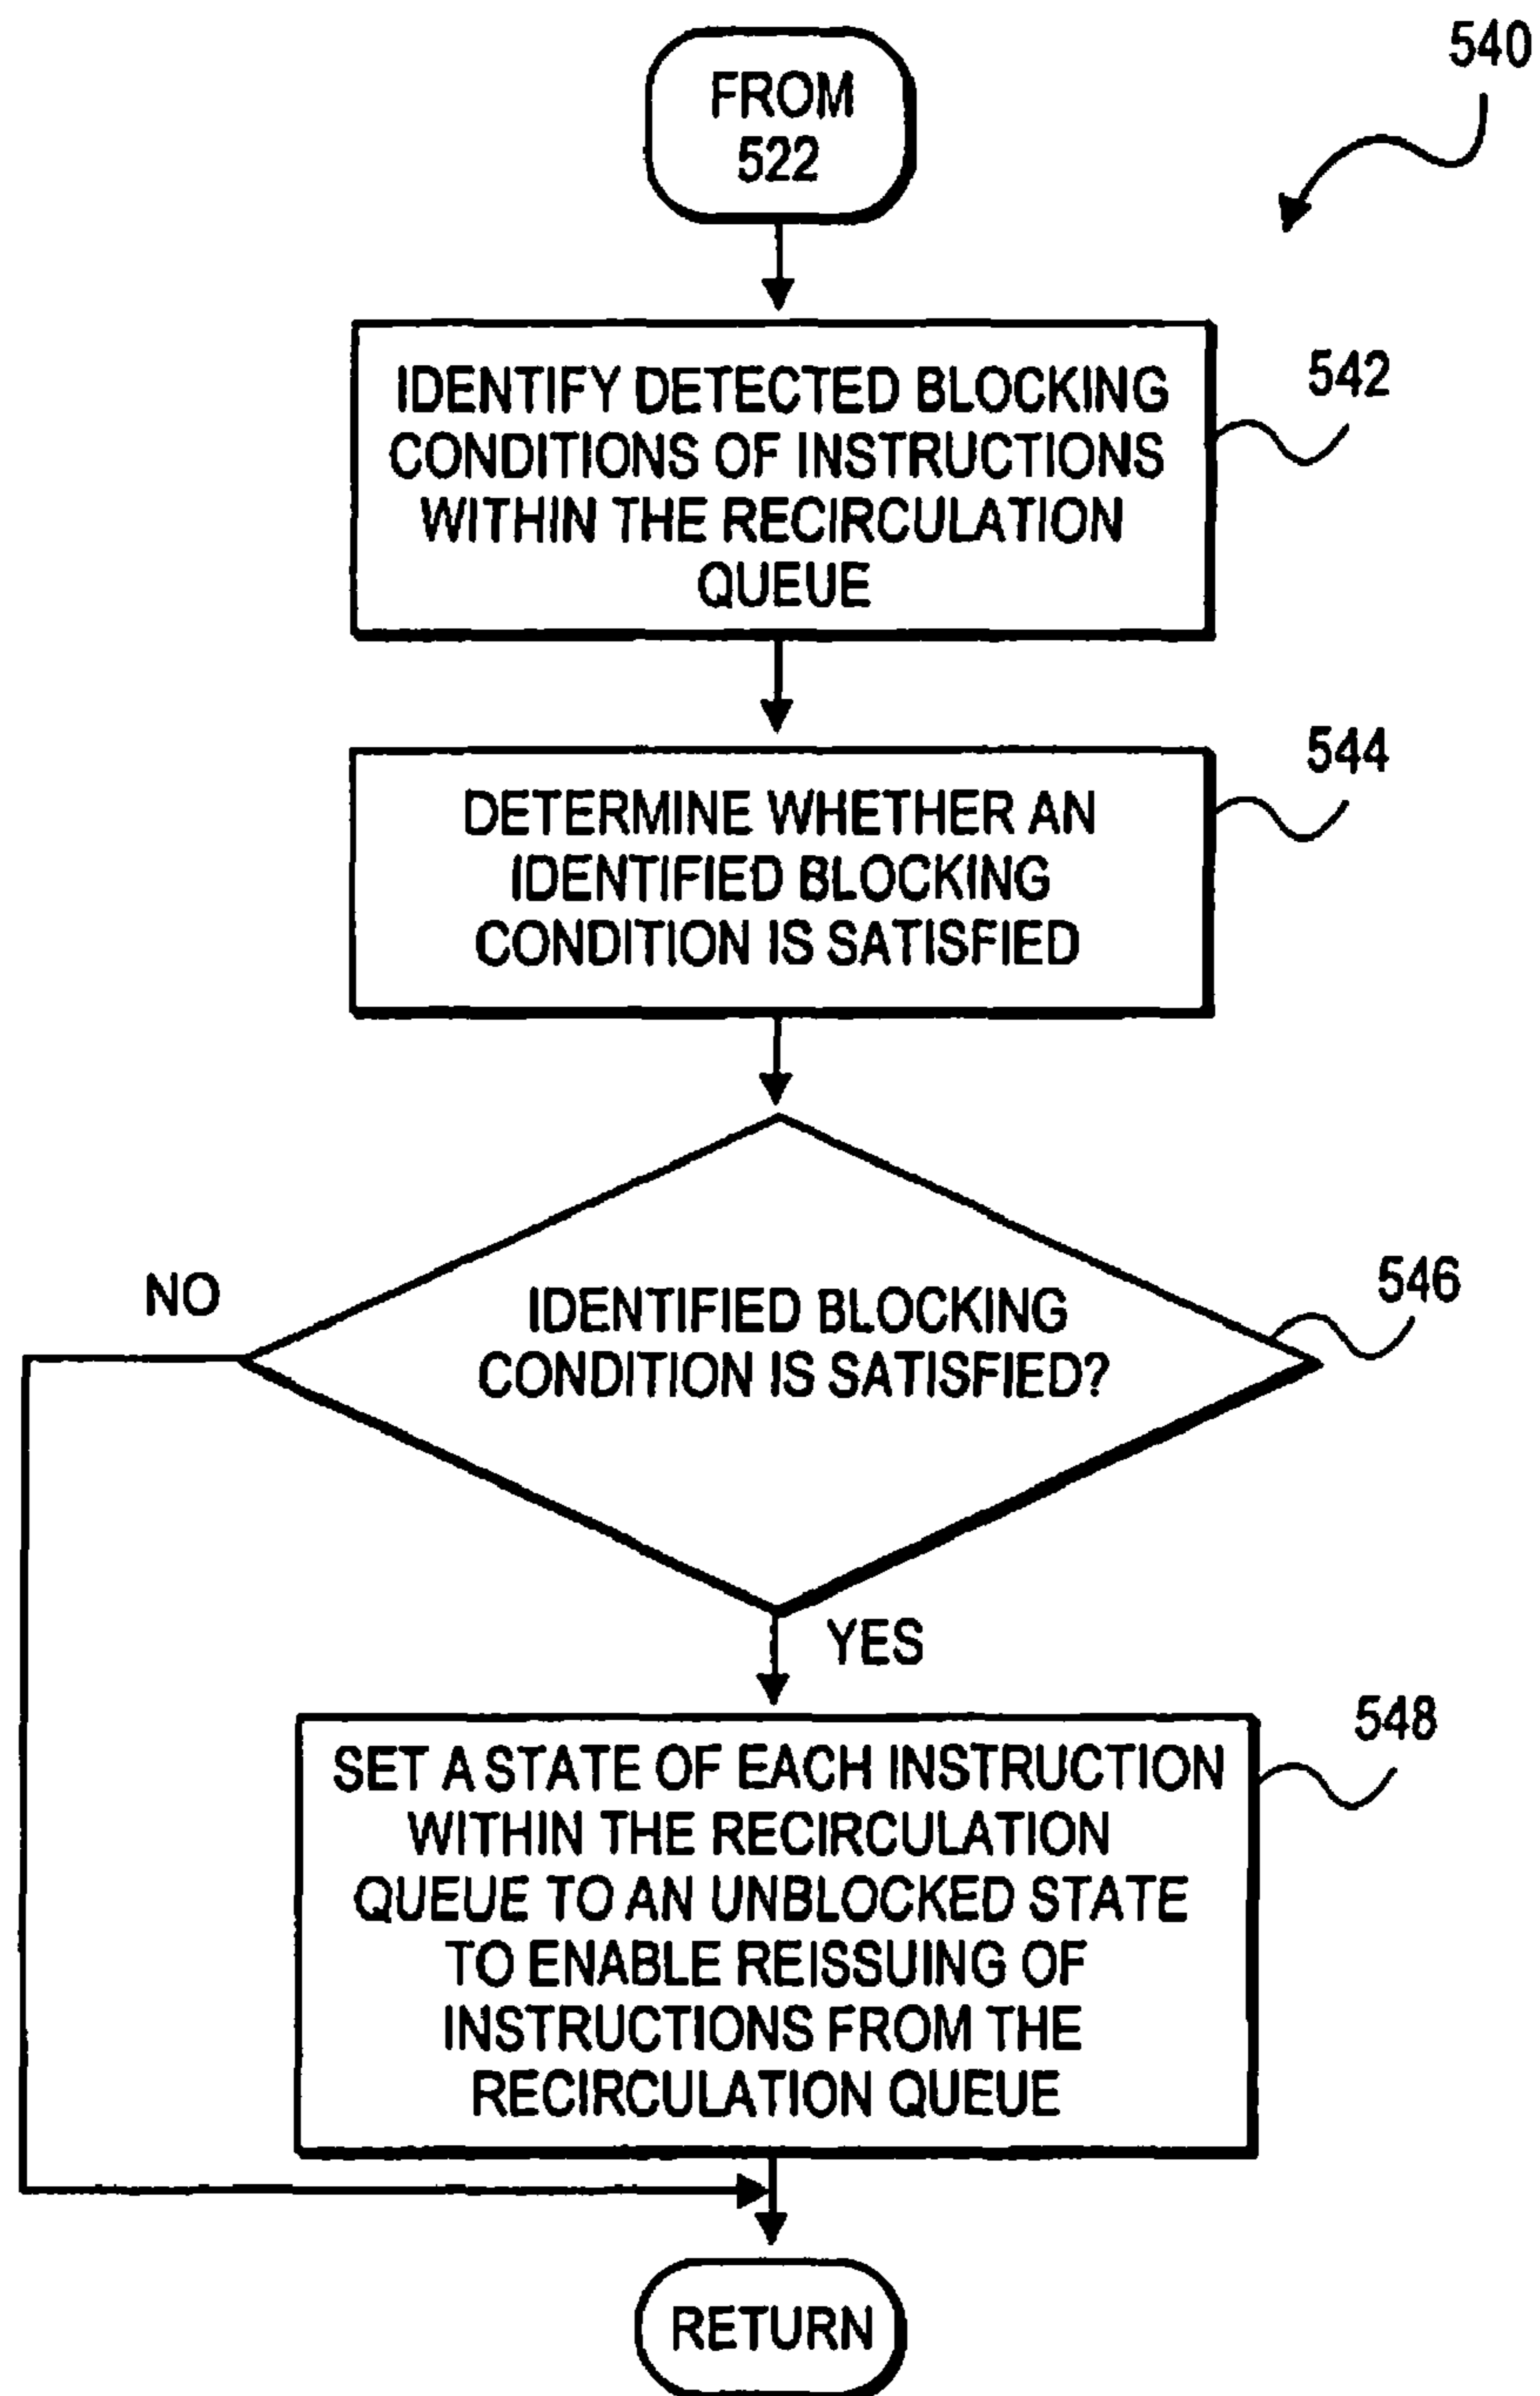 540
FROM
522
IDENTIFY DETECTED BLOCKING
CONDITIONS OF INSTRUCTIONS
WITHIN THE RECIRCULATION
QUEUE
542
DETERMINE WHETHER AN
IDENTIFIED BLOCKING
CONDITION IS SATISFIED
544
NO
IDENTIFIED BLOCKING
CONDITION IS SATISFIED?
546
YES
SET A STATE OF EACH INSTRUCTION
WITHIN THE RECIRCULATION
QUEUE TO AN UNBLOCKED STATE
TO ENABLE REISSUING OF
INSTRUCTIONS FROM THE
RECIRCULATION QUEUE
548
RETURN